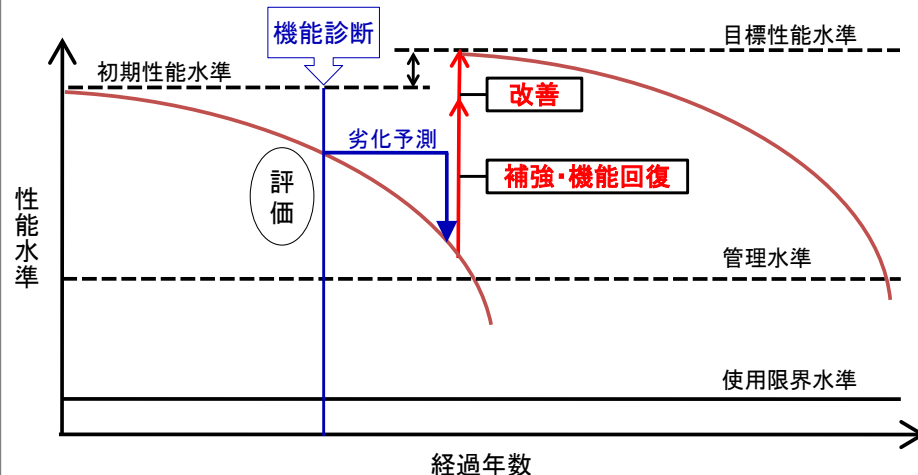 機能診断
目標性能水準
初期性能水準
改善
劣化予測
評価
補強・機能回復
性能水準
管理水準
使用限界水準
経過年数